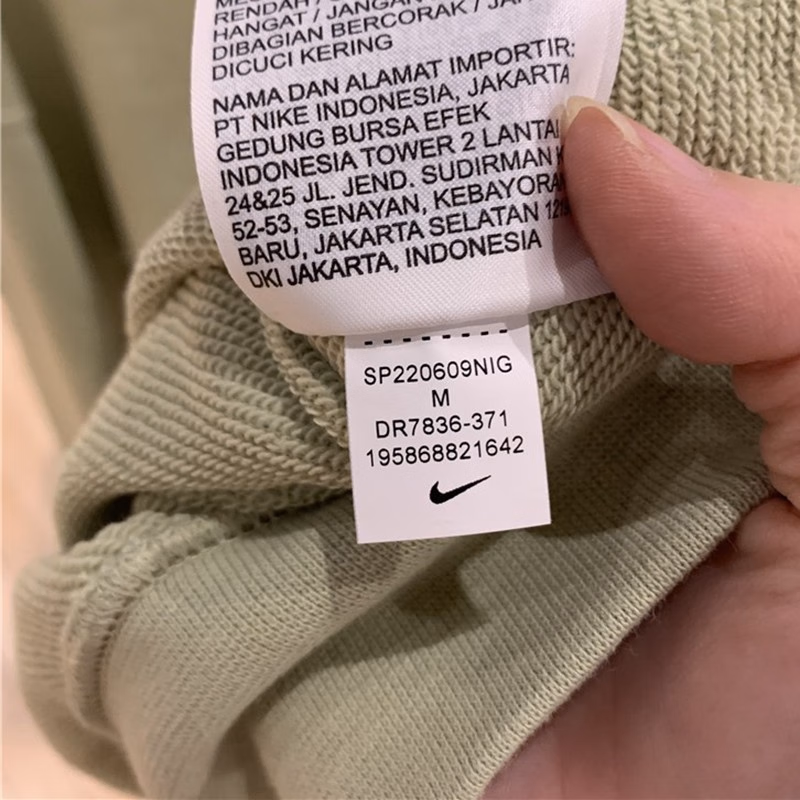 RENDAH /
HANGAT / JANGAN
DIBAGIAN BERCORAK /
DICUCI KERING
NAMA DAN ALAMAT IMPORTIR:
PT NIKE INDONESIA, JAKARTA
GEDUNG BURSA EFEK
INDONESIA TOWER 2 LANTAI
24&25 JL. JEND. SUDIRMAN
52-53, SENAYAN, KEBAYORAN
BARU, JAKARTA SELATAN
DKI JAKARTA, INDONESIA
SP220609NIG
M
DR7836-371
195868821642